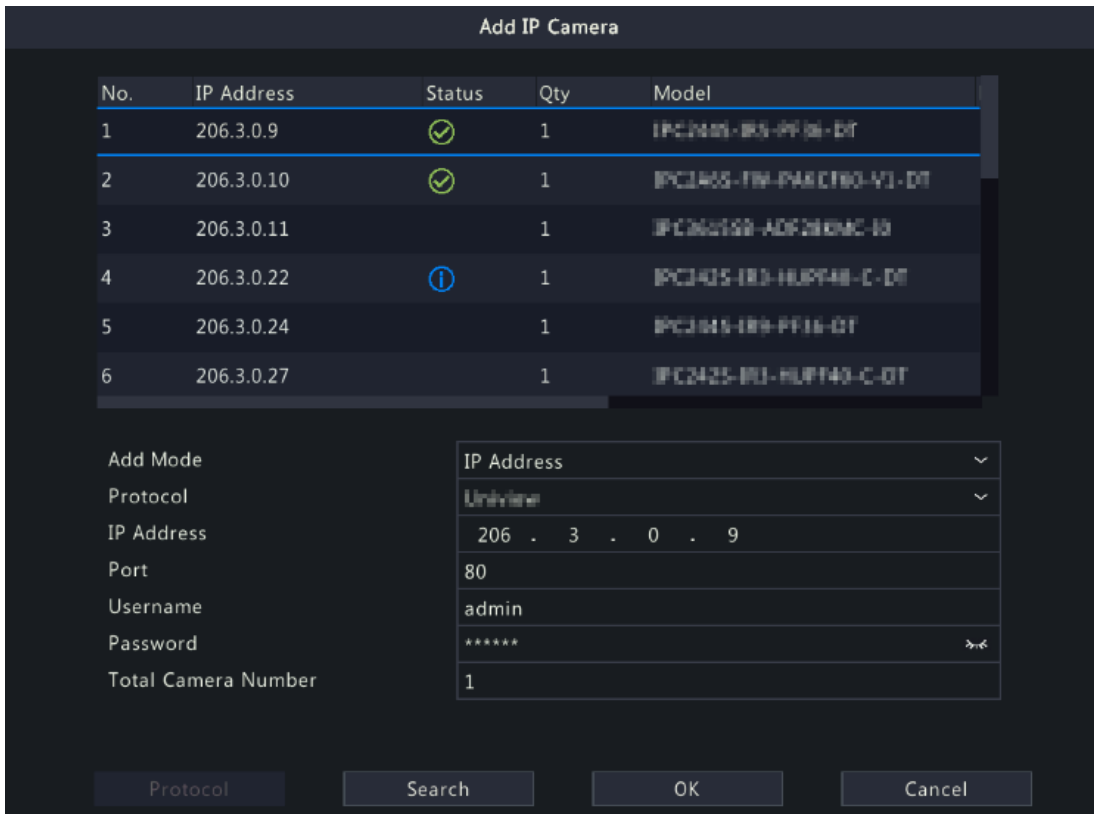 Add IP Camera
No. IP Address Status Qty Model
1 206.3.0.9 1
2 206.3.0.10 1
3 206.3.0.11 1
4 206.3.0.22 1
5 206.3.0.24 1
6 206.3.0.27 1
Add Mode IP Address
Protocol
IP Address 206 . 3 . 0 . 9
Port 80
Username admin
Password ******
Total Camera Number 1
Protocol Search OK Cancel